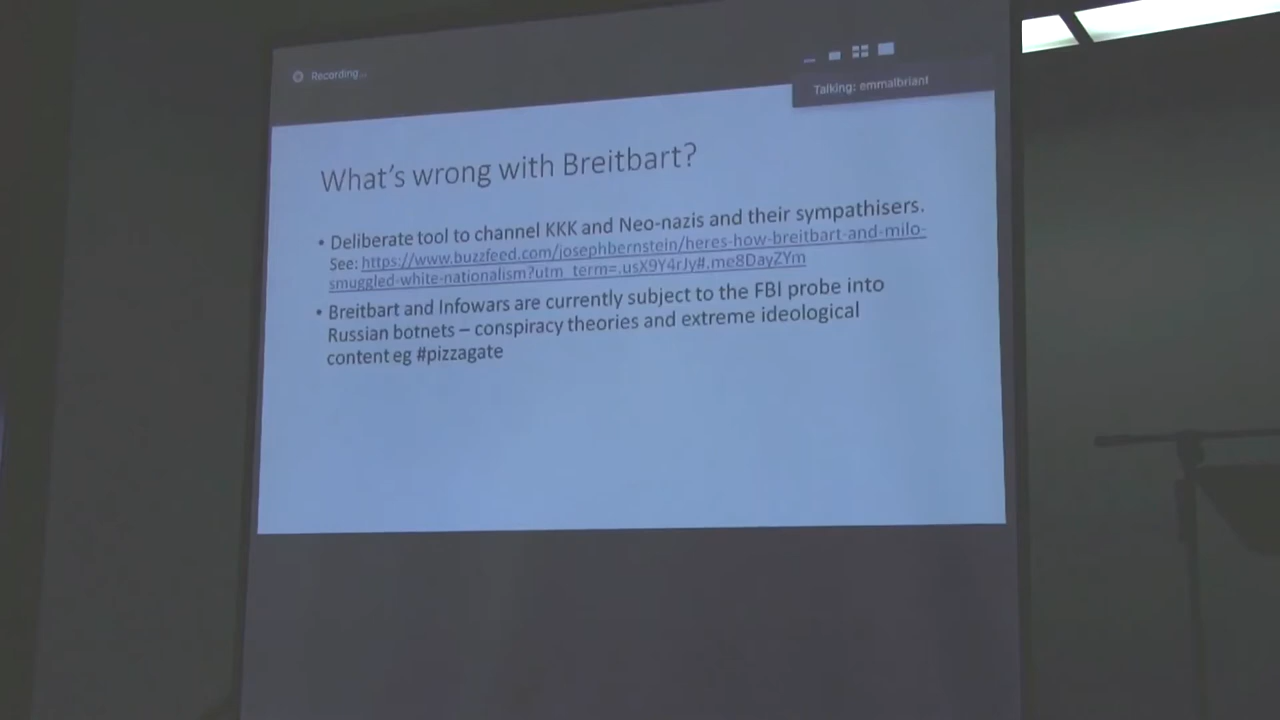 Recording...
Talking: emmalbriant
What's wrong with Breitbart?
• Deliberate tool to channel KKK and Neo-nazis and their sympathisers.
See: https://www.buzzfeed.com/josephbernstein/heres-how-breitbart-and-milo-
smuggled-white-nationalism?utm_term=.usX9Y4rJy#.me8DayZYm
• Breitbart and Infowars are currently subject to the FBI probe into
Russian botnets – conspiracy theories and extreme ideological
content eg #pizzagate